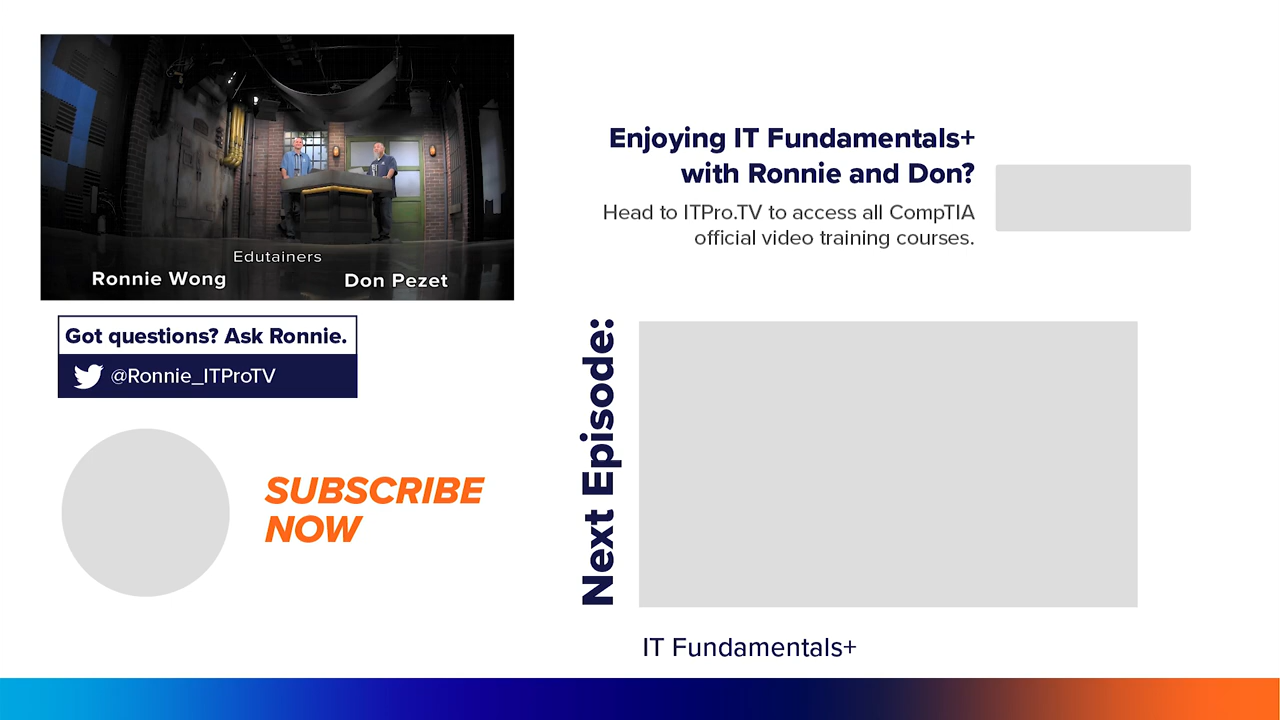 Edutainers
Ronnie Wong
Don Pezet
Got questions? Ask Ronnie.
@Ronnie_ITProTV
SUBSCRIBE
NOW
Enjoying IT Fundamentals+
with Ronnie and Don?
Head to ITPro.TV to access all CompTIA
official video training courses.
Next Episode:
IT Fundamentals+